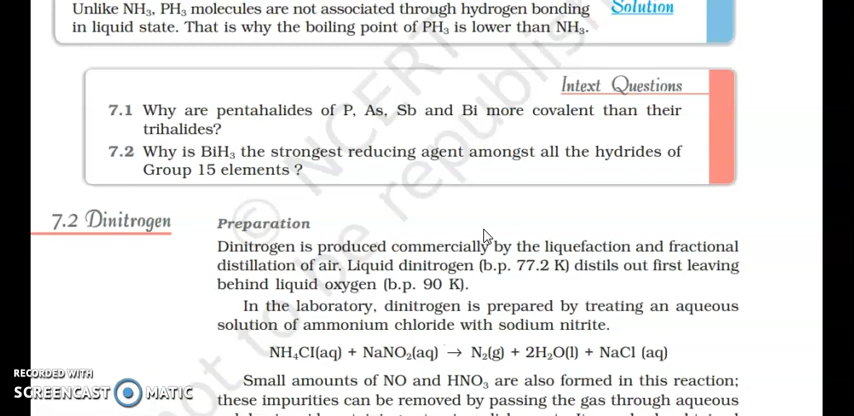 Unlike NH₃, PH₃ molecules are not associated through hydrogen bonding
in liquid state. That is why the boiling point of PH₃ is lower than NH₃.
Solution
Intext Questions
7.1 Why are pentahalides of P, As, Sb and Bi more covalent than their
trihalides?
7.2 Why is BiH₃ the strongest reducing agent amongst all the hydrides of
Group 15 elements ?
7.2 Dinitrogen
Preparation
Dinitrogen is produced commercially by the liquefaction and fractional
distillation of air. Liquid dinitrogen (b.p. 77.2 K) distils out first leaving
behind liquid oxygen (b.p. 90 K).
In the laboratory, dinitrogen is prepared by treating an aqueous
solution of ammonium chloride with sodium nitrite.
NH₄CI(aq) + NaNO₂(aq) → N₂(g) + 2H₂O(l) + NaCl (aq)
Small amounts of NO and HNO₃ are also formed in this reaction;
these impurities can be removed by passing the gas through aqueous
© NCERT
not to be republished
RECORDED WITH
SCREENCAST MATIC